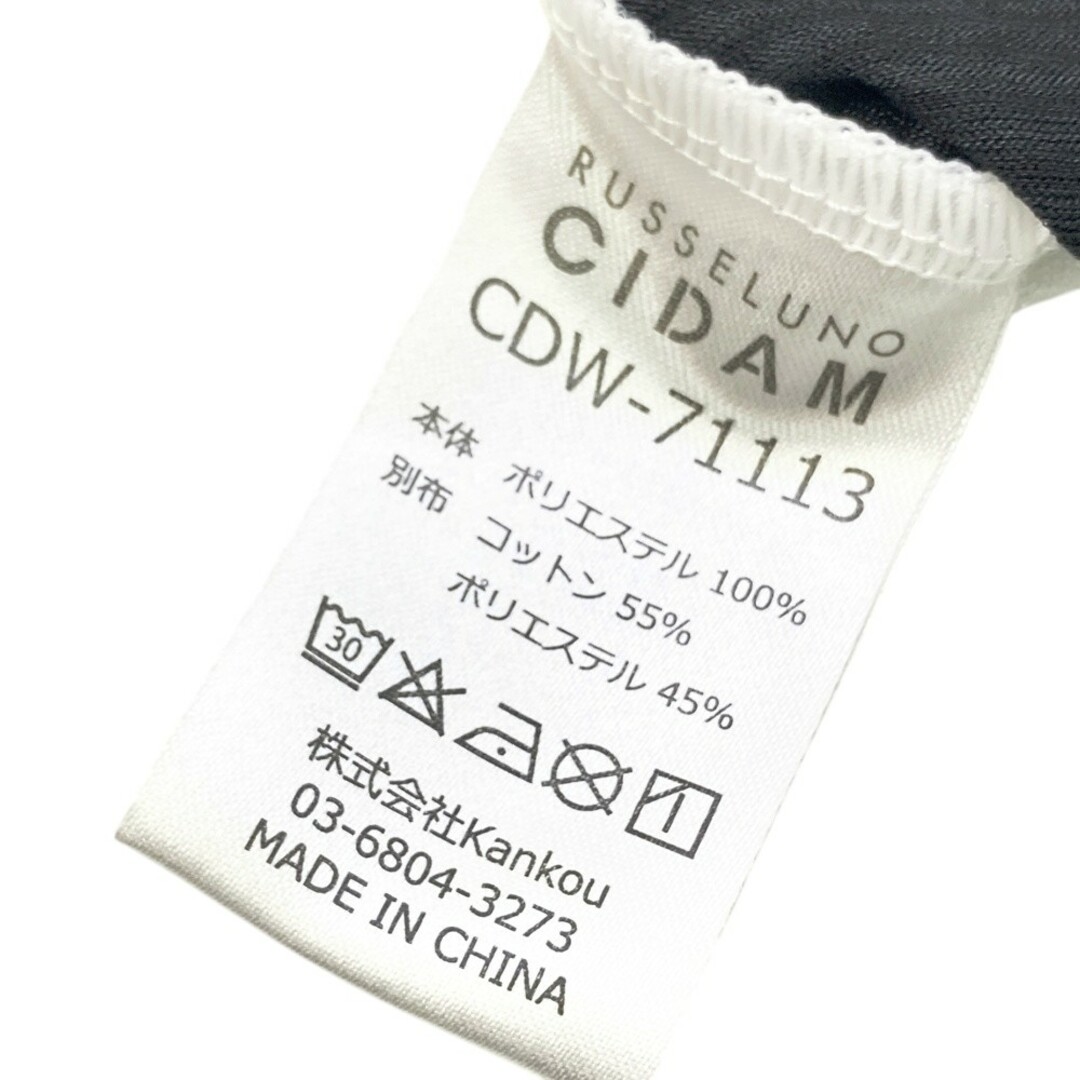 RUSSELUNO
CIDAM
CDW-71113
本体 ポリエステル 100%
別布 コットン 55%
ポリエステル 45%
30
株式会社Kankou
03-6804-3273
MADE IN CHINA